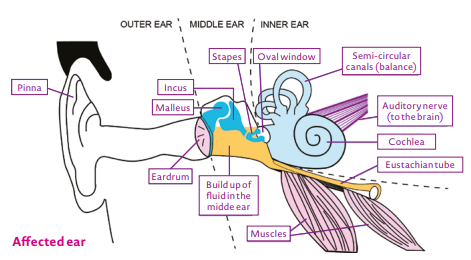 OUTER EAR
MIDDLE EAR
INNER EAR
Stapes
Oval window
Semi-circular
canals (balance)
Pinna
Incus
Malleus
Auditory nerve
(to the brain)
Cochlea
Eustachian tube
Eardrum
Build up of
fluid in the
midde ear
Muscles
Affected ear